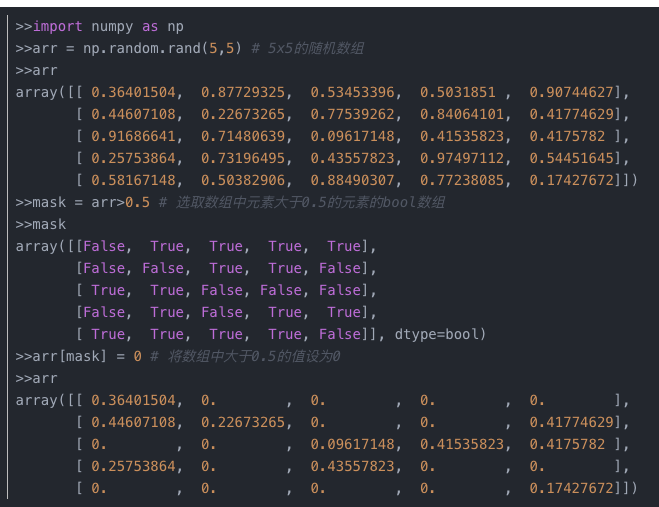 >>import numpy as np
>>arr = np.random.rand(5,5) # 5x5的随机数组
>>arr
array([[ 0.36401504,  0.87729325,  0.53453396,  0.5031851 ,  0.90744627],
       [ 0.44607108,  0.22673265,  0.77539262,  0.84064101,  0.41774629],
       [ 0.91686641,  0.71480639,  0.09617148,  0.41535823,  0.4175782 ],
       [ 0.25753864,  0.73196495,  0.43557823,  0.97497112,  0.54451645],
       [ 0.58167148,  0.50382906,  0.88490307,  0.77238085,  0.17427672]])
>>mask = arr>0.5 # 选取数组中元素大于0.5的元素的bool数组
>>mask
array([[False,  True,  True,  True,  True],
       [False, False,  True,  True, False],
       [ True,  True, False, False, False],
       [False,  True, False,  True,  True],
       [ True,  True,  True,  True, False]], dtype=bool)
>>arr[mask] = 0 # 将数组中大于0.5的值设为0
>>arr
array([[ 0.36401504,  0.        ,  0.        ,  0.        ,  0.        ],
       [ 0.44607108,  0.22673265,  0.        ,  0.        ,  0.41774629],
       [ 0.        ,  0.        ,  0.09617148,  0.41535823,  0.4175782 ],
       [ 0.25753864,  0.        ,  0.43557823,  0.        ,  0.        ],
       [ 0.        ,  0.        ,  0.        ,  0.        ,  0.17427672]])